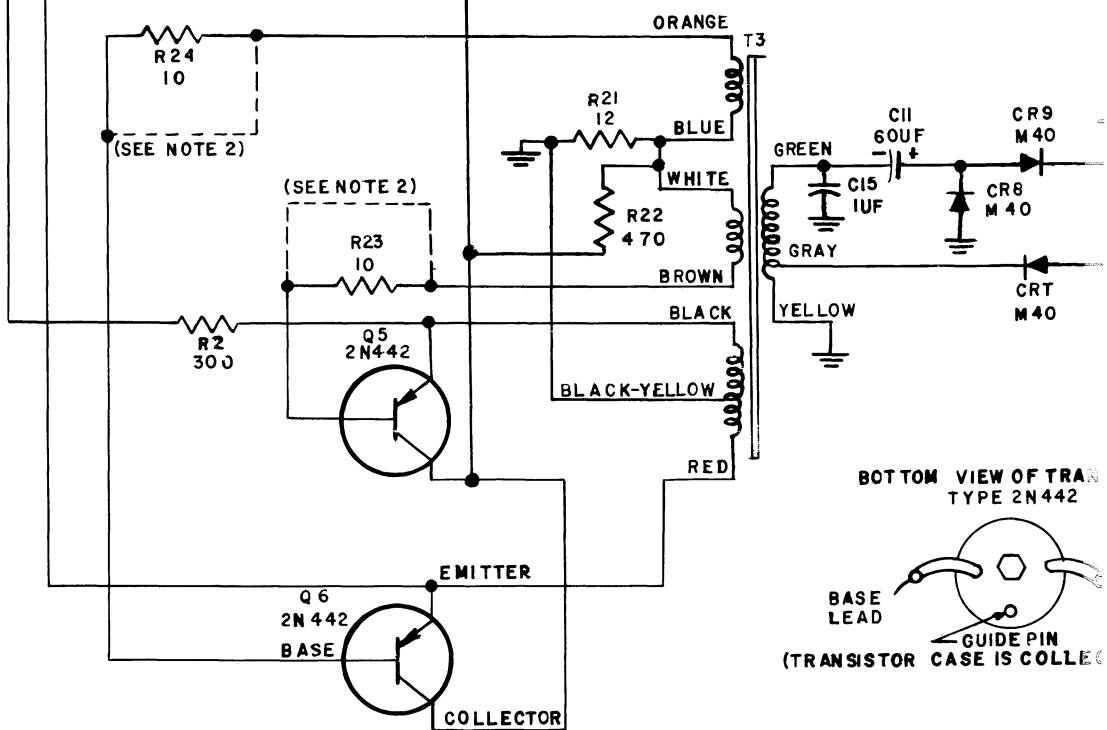 ORANGE
T3
R24
10
R21
12
C11
60UF
CR9
M40
BLUE
(SEE NOTE 2)
GREEN
- +
WHITE
(SEE NOTE 2)
C15
1UF
CR8
M40
R22
470
R23
10
GRAY
BROWN
CRT
M40
BLACK
YELLOW
R2
300
Q5
2N442
BLACK-YELLOW
RED
BOTTOM VIEW OF TRAN
TYPE 2N442
EMITTER
Q6
2N442
BASE
LEAD
BASE
GUIDE PIN
(TRANSISTOR CASE IS COLLEC
COLLECTOR